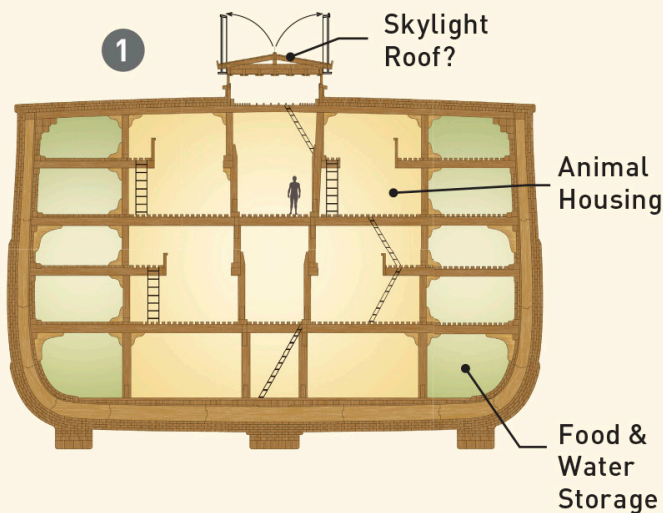 1
Skylight
Roof?
Animal
Housing
Food &
Water
Storage